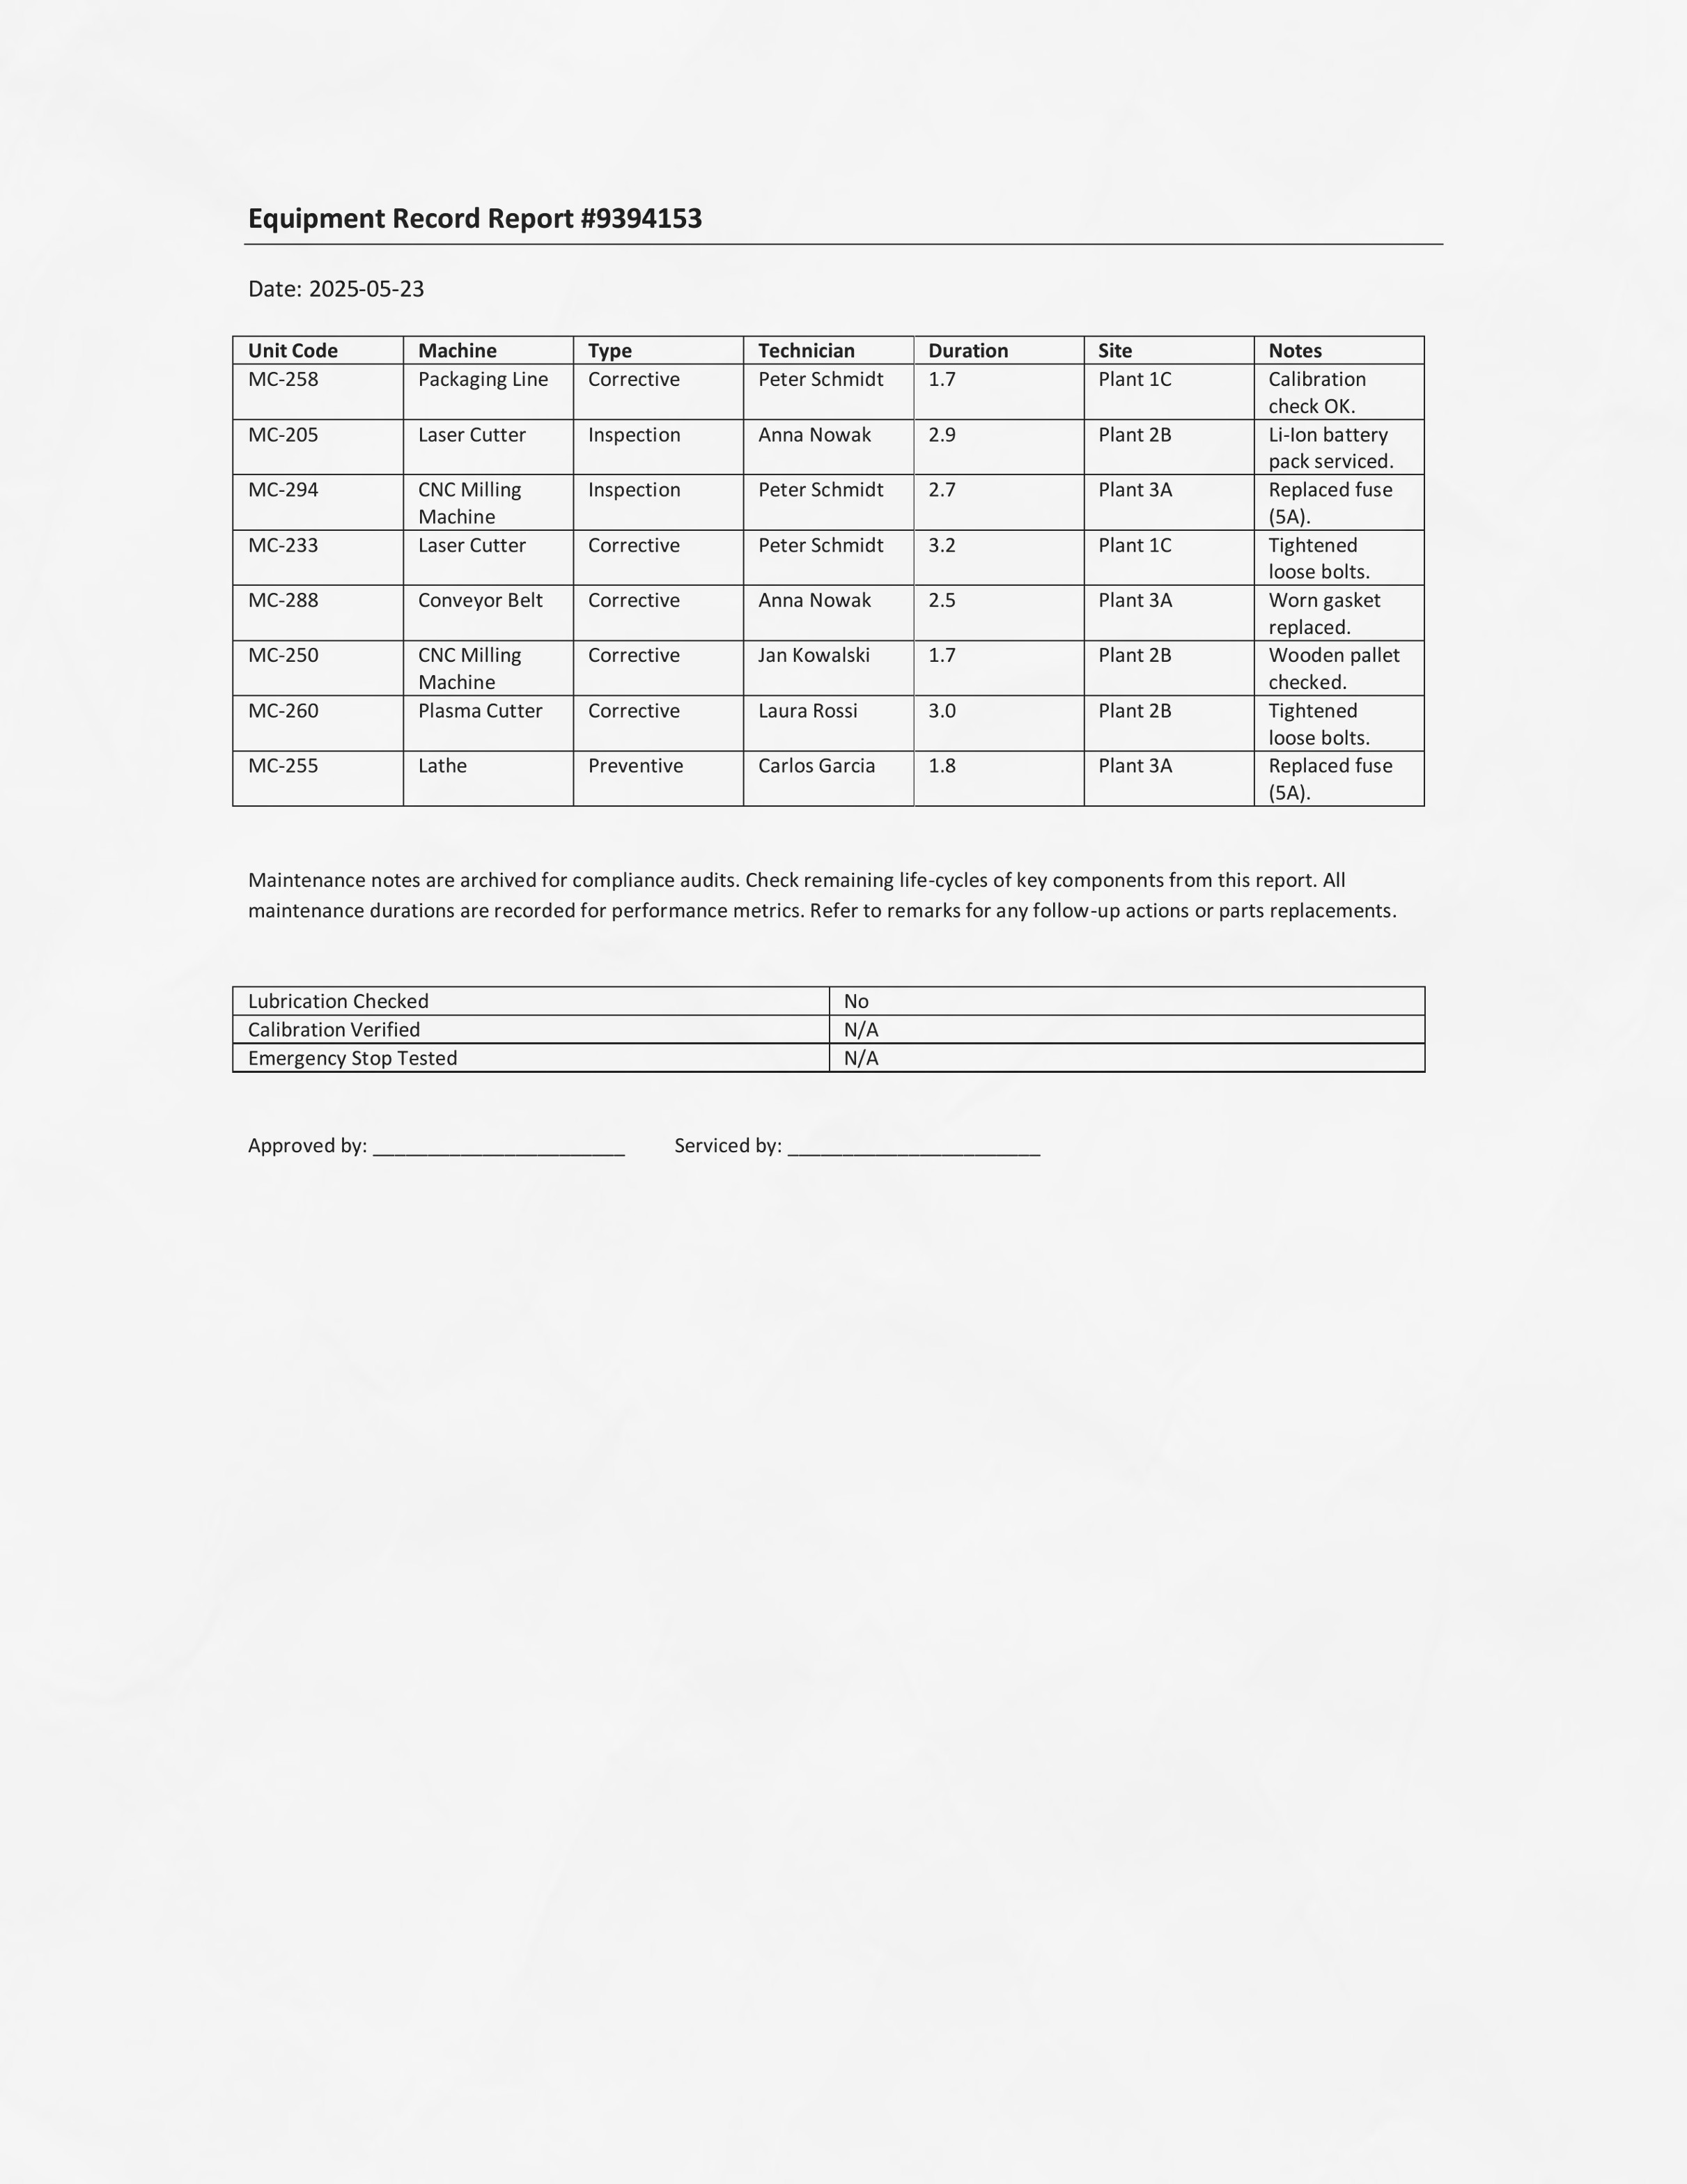 Equipment Record Report #9394153
Date: 2025-05-23
Unit Code Machine Type Technician Duration Site Notes
MC-258 Packaging Line Corrective Peter Schmidt 1.7 Plant 1C Calibration
check OK.
MC-205 Laser Cutter Inspection Anna Nowak 2.9 Plant 2B Li-Ion battery
pack serviced.
MC-294 CNC Milling Inspection Peter Schmidt 2.7 Plant 3A Replaced fuse
Machine (5A).
MC-233 Laser Cutter Corrective Peter Schmidt 3.2 Plant 1C Tightened
loose bolts.
MC-288 Conveyor Belt Corrective Anna Nowak 2.5 Plant 3A Worn gasket
replaced.
MC-250 CNC Milling Corrective Jan Kowalski 1.7 Plant 2B Wooden pallet
Machine checked.
MC-260 Plasma Cutter Corrective Laura Rossi 3.0 Plant 2B Tightened
loose bolts.
MC-255 Lathe Preventive Carlos Garcia 1.8 Plant 3A Replaced fuse
(5A).
Maintenance notes are archived for compliance audits. Check remaining life-cycles of key components from this report. All
maintenance durations are recorded for performance metrics. Refer to remarks for any follow-up actions or parts replacements.
Lubrication Checked No
Calibration Verified N/A
Emergency Stop Tested N/A
Approved by: _______________________ Serviced by: _______________________